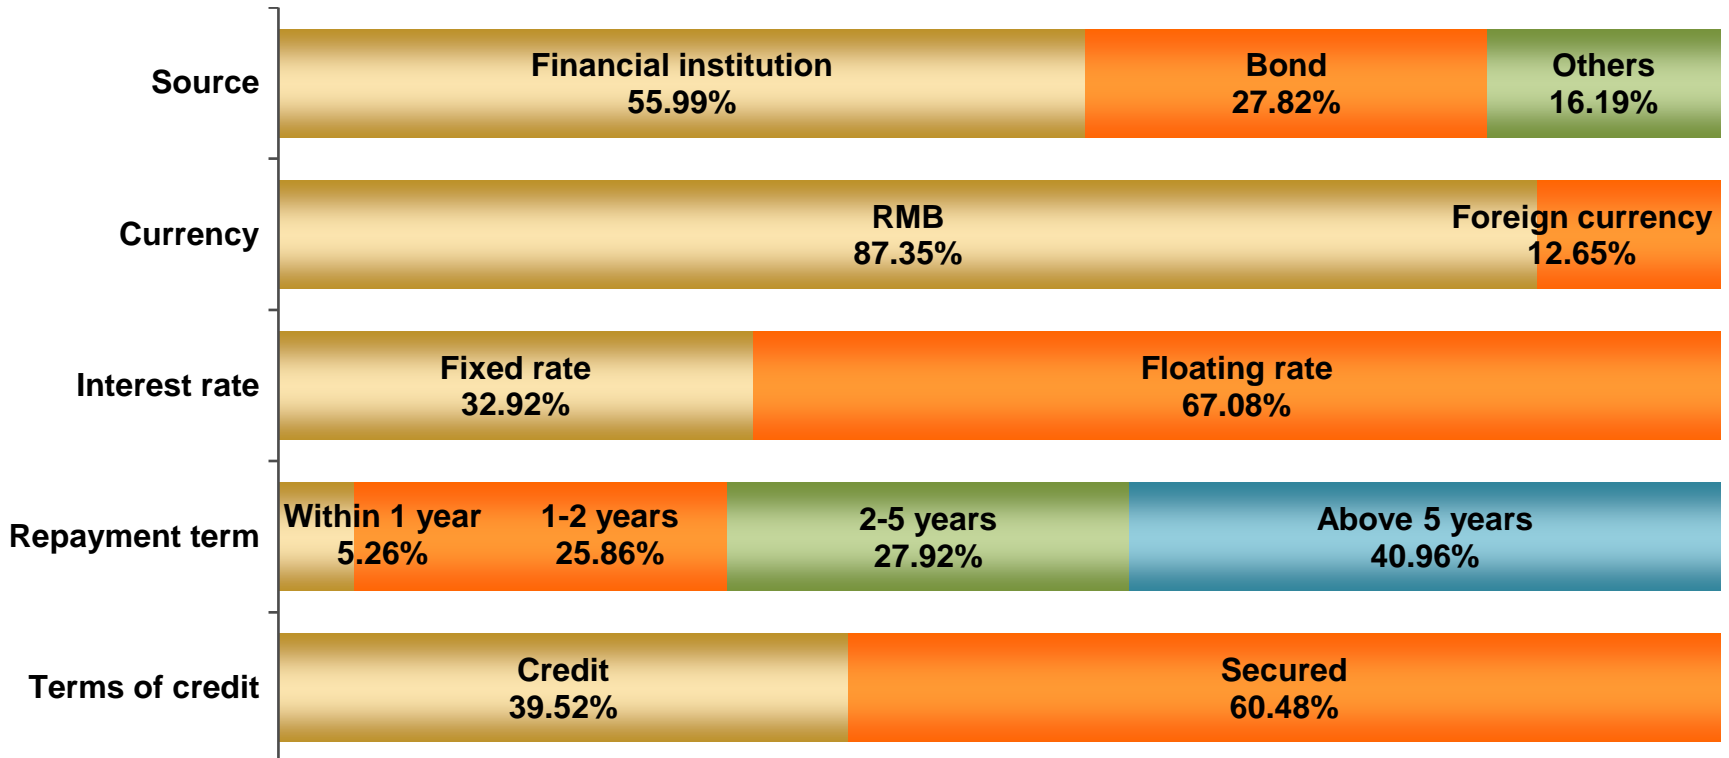 Source
Financial institution
55.99%
Bond
27.82%
Others
16.19%
Currency
RMB
87.35%
Foreign currency
12.65%
Interest rate
Fixed rate
32.92%
Floating rate
67.08%
Repayment term
Within 1 year
5.26%
1-2 years
25.86%
2-5 years
27.92%
Above 5 years
40.96%
Terms of credit
Credit
39.52%
Secured
60.48%